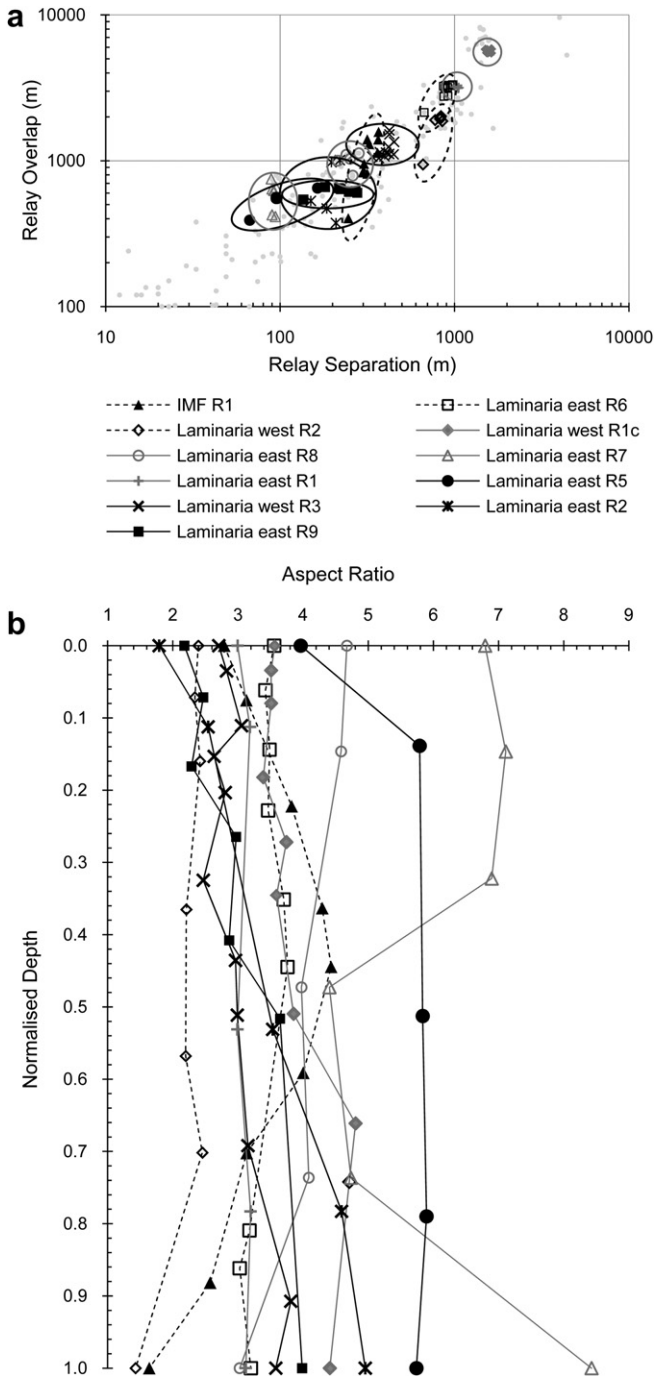 a
10000
1000
100
Relay Overlap (m)
10 100 1000 10000
Relay Separation (m)
IMF R1
Laminaria west R2
Laminaria east R8
Laminaria east R1
Laminaria west R3
Laminaria east R9
Laminaria east R6
Laminaria west R1c
Laminaria east R7
Laminaria east R5
Laminaria east R2
Aspect Ratio
b
1 2 3 4 5 6 7 8 9
0.0
0.1
0.2
0.3
0.4
0.5
0.6
0.7
0.8
0.9
1.0
Normalised Depth